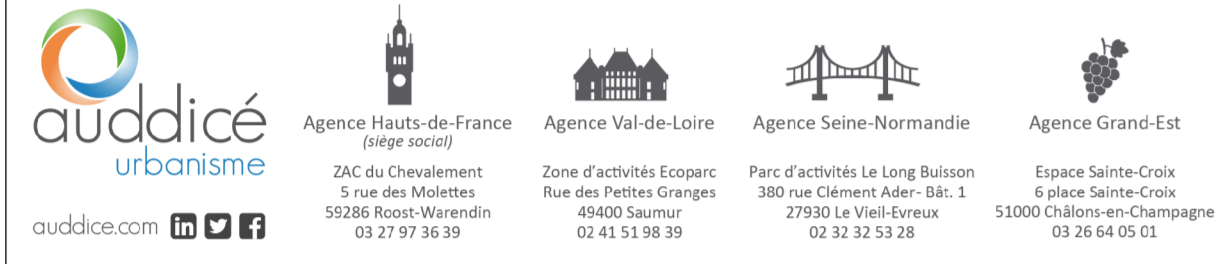 auddicé
urbanisme
auddice.com
Agence Hauts-de-France
(siège social)
ZAC du Chevalement
5 rue des Molettes
59286 Roost-Warendin
03 27 97 36 39
Agence Val-de-Loire
Zone d'activités Ecoparc
Rue des Petites Granges
49400 Saumur
02 41 51 98 39
Agence Seine-Normandie
Parc d'activités Le Long Buisson
380 rue Clément Ader- Bât. 1
27930 Le Vieil-Evreux
02 32 32 53 28
Agence Grand-Est
Espace Sainte-Croix
6 place Sainte-Croix
51000 Châlons-en-Champagne
03 26 64 05 01